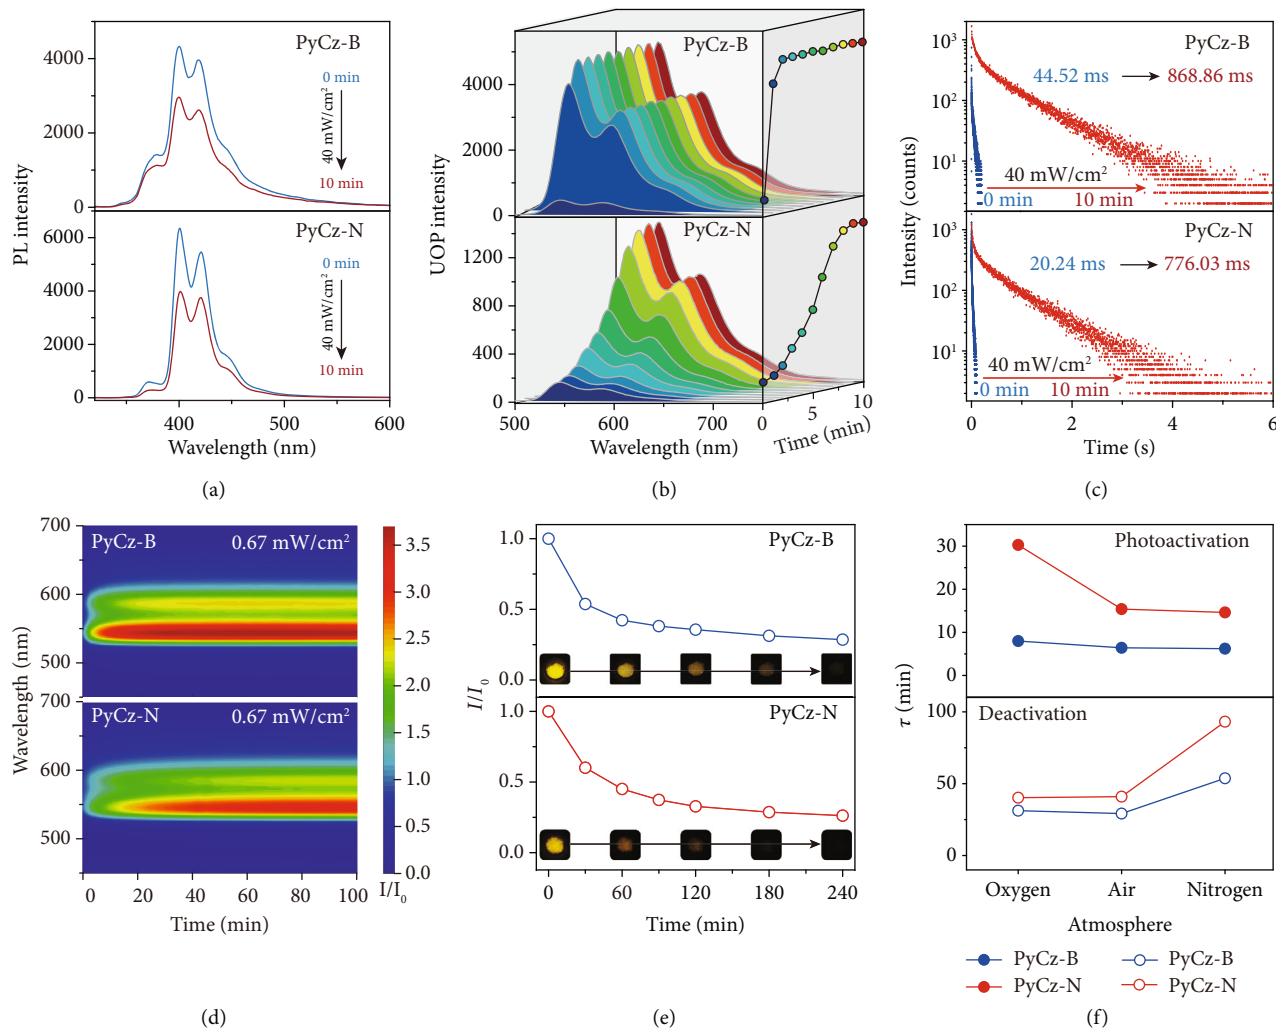 PyCz-B
0 min
40 mW/cm²
10 min
4000
2000
0
PyCz-N
0 min
40 mW/cm²
10 min
6000
4000
2000
0
PL intensity
400
500
600
Wavelength (nm)
(a)
PyCz-B
4000
2000
0
PyCz-N
1200
800
400
0
UOP intensity
500
600
700
0
5
10
Wavelength (nm)
Time (min)
(b)
PyCz-B
44.52 ms
868.86 ms
40 mW/cm²
0 min
10 min
10³
10²
10¹
PyCz-N
20.24 ms
776.03 ms
40 mW/cm²
0 min
10 min
10³
10²
10¹
Intensity (counts)
0
2
4
6
Time (s)
(c)
PyCz-B
0.67 mW/cm²
700
600
500
PyCz-N
0.67 mW/cm²
700
600
500
Wavelength (nm)
0
20
40
60
80
100
Time (min)
3.5
3.0
2.5
2.0
1.5
1.0
0.5
0.0
I/I₀
(d)
PyCz-B
1.0
0.5
0.0
PyCz-N
1.0
0.5
0.0
I/I₀
0
60
120
180
240
Time (min)
(e)
Photoactivation
30
20
10
0
Deactivation
100
50
0
τ (min)
Oxygen
Air
Nitrogen
Atmosphere
PyCz-B
PyCz-B
PyCz-N
PyCz-N
(f)